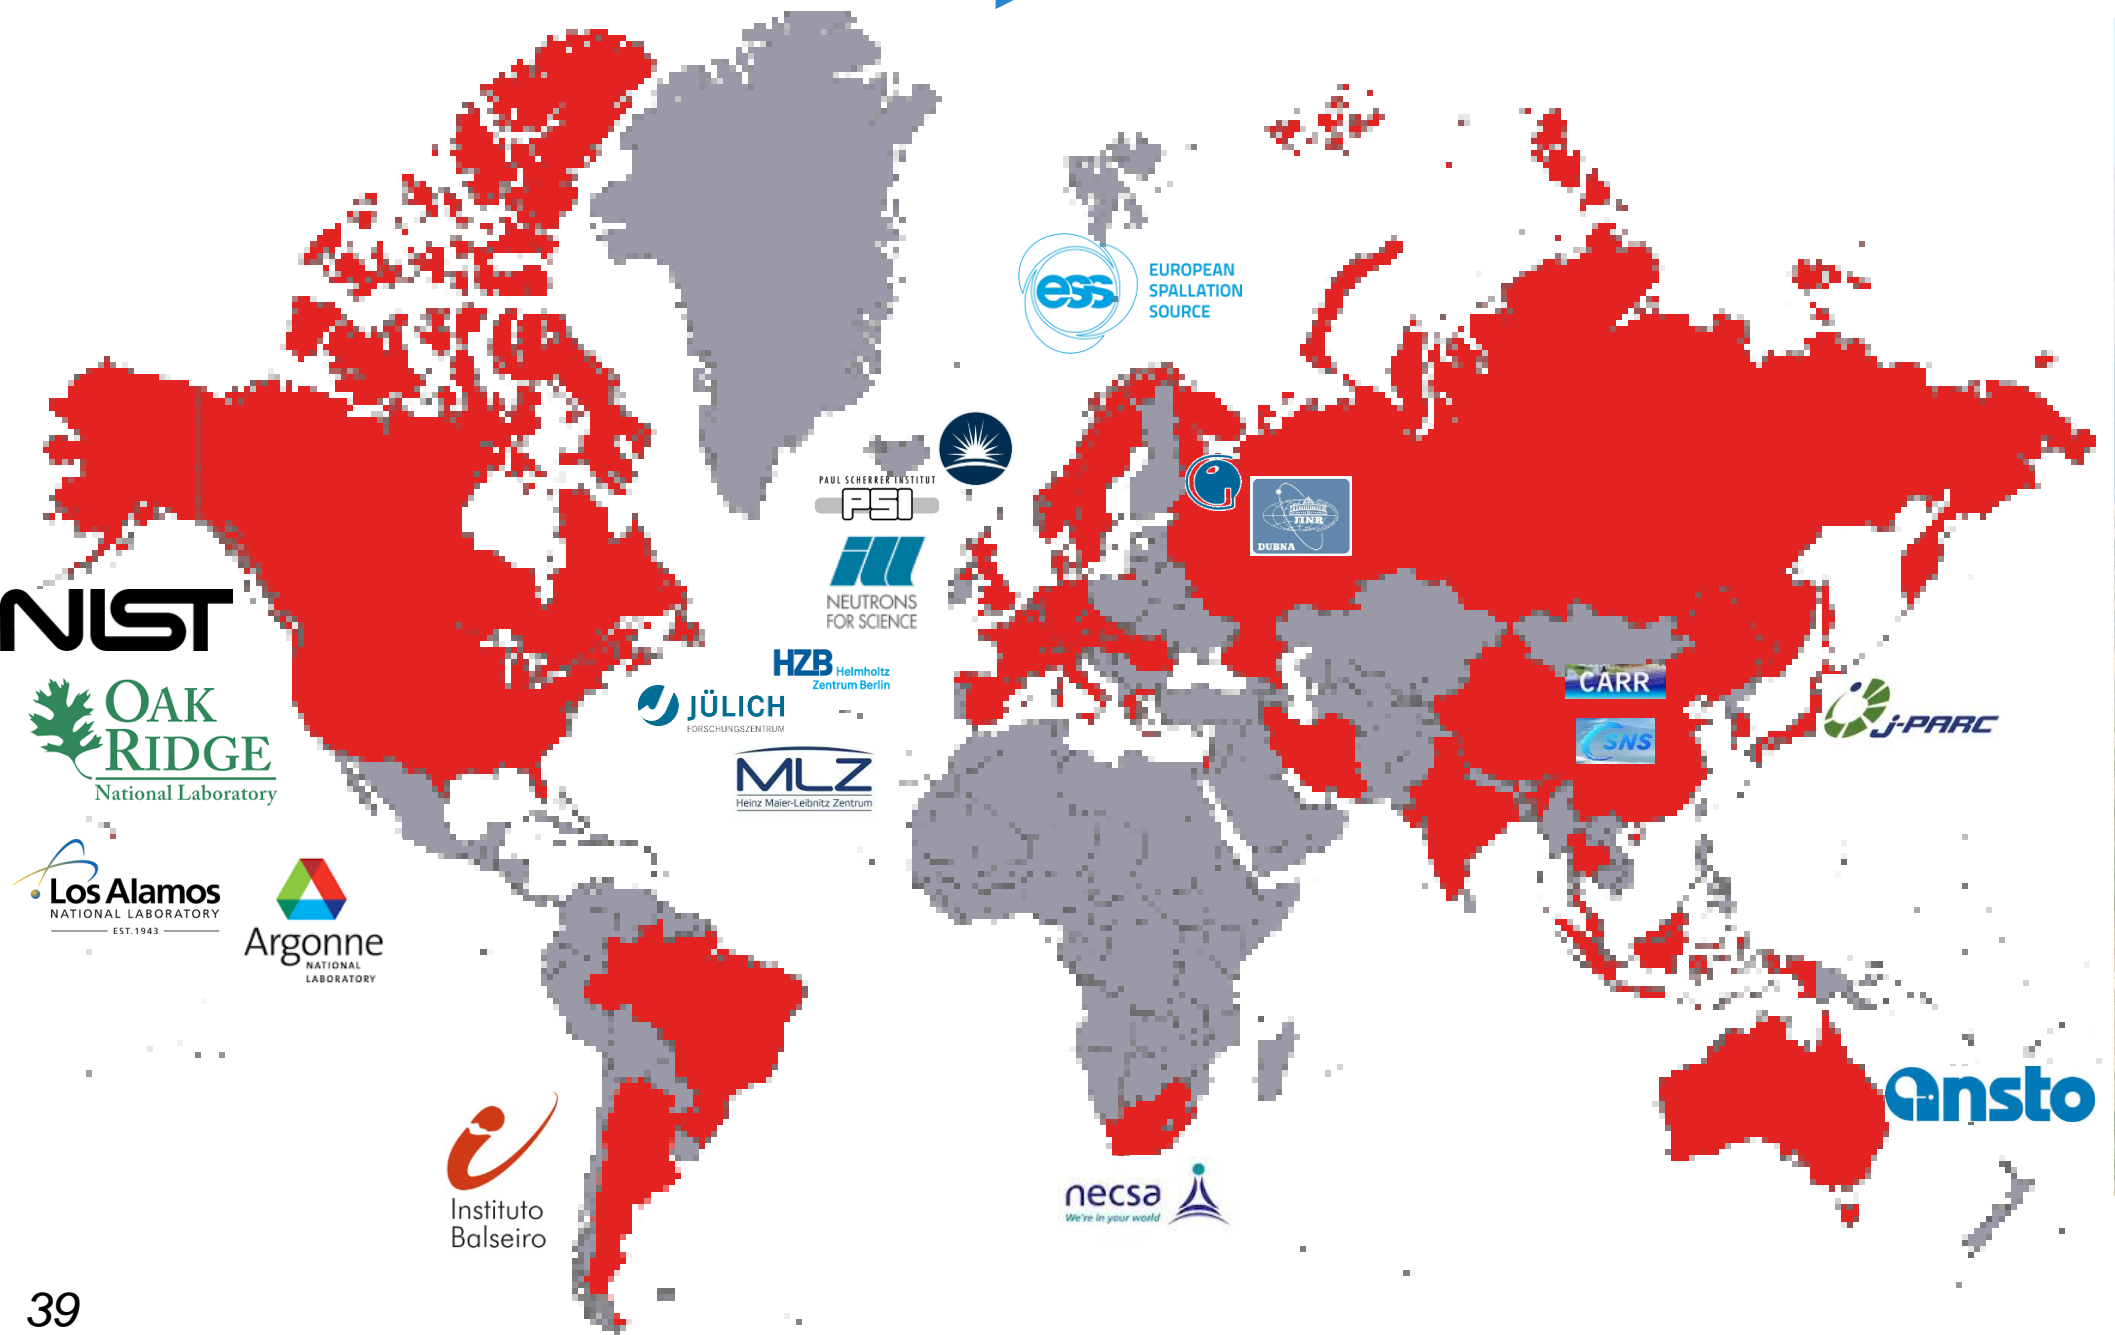 ess
EUROPEAN
SPALLATION
SOURCE
PAUL SCHERRER INSTITUT
PSI
JINR
DUBNA
ill
NEUTRONS
FOR SCIENCE
NIST
HZB Helmholtz
Zentrum Berlin
JÜLICH
FORSCHUNGSZENTRUM
CARR
CSNS
J-PARC
OAK
RIDGE
National Laboratory
MLZ
Heinz Maier-Leibnitz Zentrum
Los Alamos
NATIONAL LABORATORY
EST.1943
Argonne
NATIONAL
LABORATORY
ansto
necsa
We're in your world
Instituto
Balseiro
39